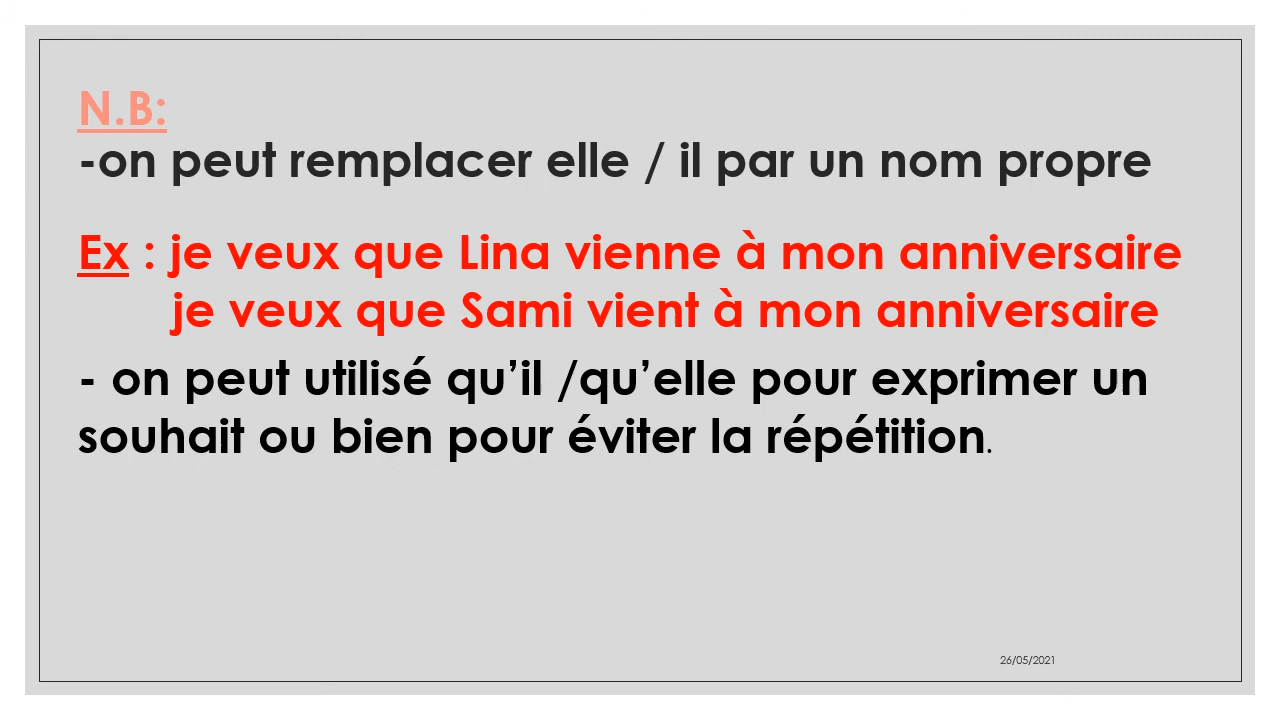 N.B:
-on peut remplacer elle / il par un nom propre
Ex : je veux que Lina vienne à mon anniversaire
je veux que Sami vient à mon anniversaire
- on peut utilisé qu’il /qu’elle pour exprimer un
souhait ou bien pour éviter la répétition.
26/05/2021